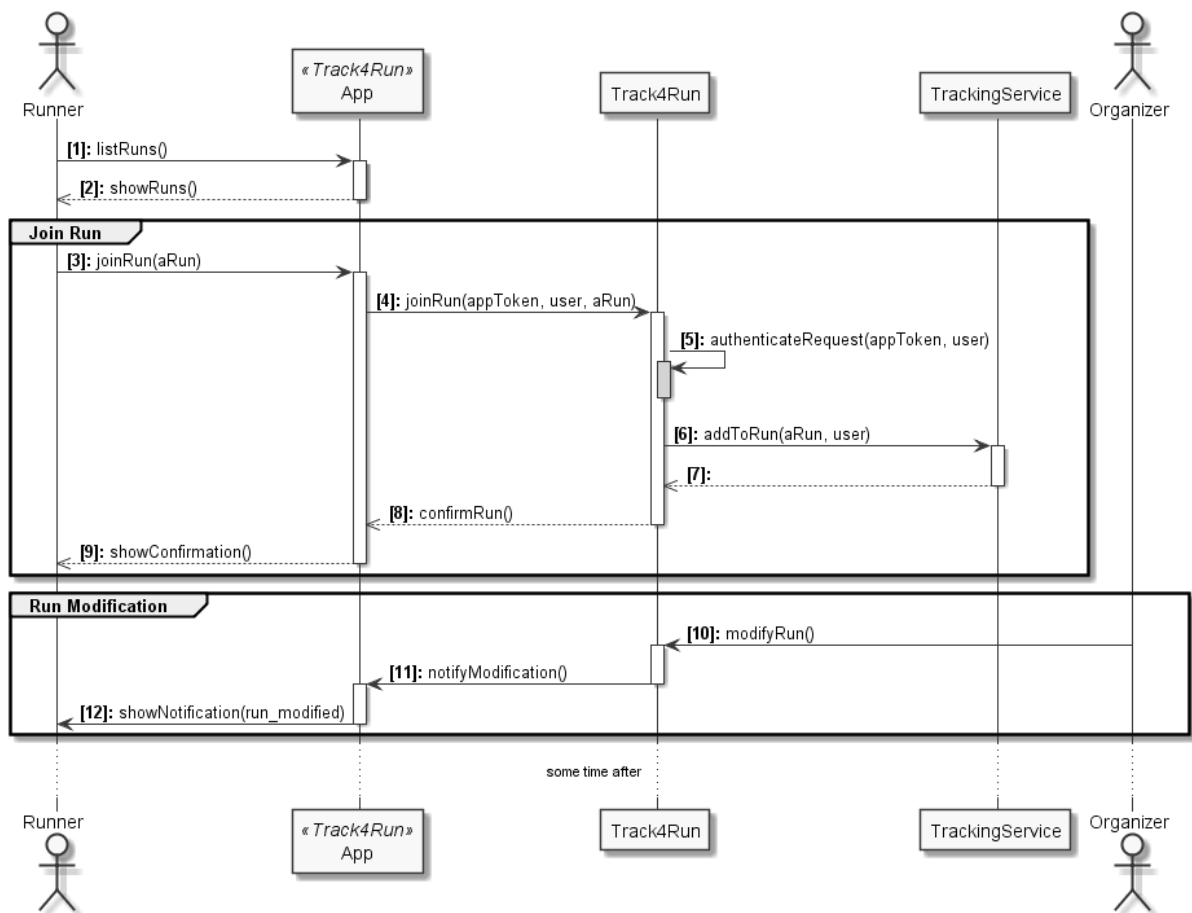 Runner
«Track4Run»
App
Track4Run
TrackingService
Organizer
[1]: listRuns()
[2]: showRuns()
Join Run
[3]: joinRun(aRun)
[4]: joinRun(appToken, user, aRun)
[5]: authenticateRequest(appToken, user)
[6]: addToRun(aRun, user)
[7]:
[8]: confirmRun()
[9]: showConfirmation()
Run Modification
[10]: modifyRun()
[11]: notifyModification()
[12]: showNotification(run_modified)
some time after
Runner
«Track4Run»
App
Track4Run
TrackingService
Organizer